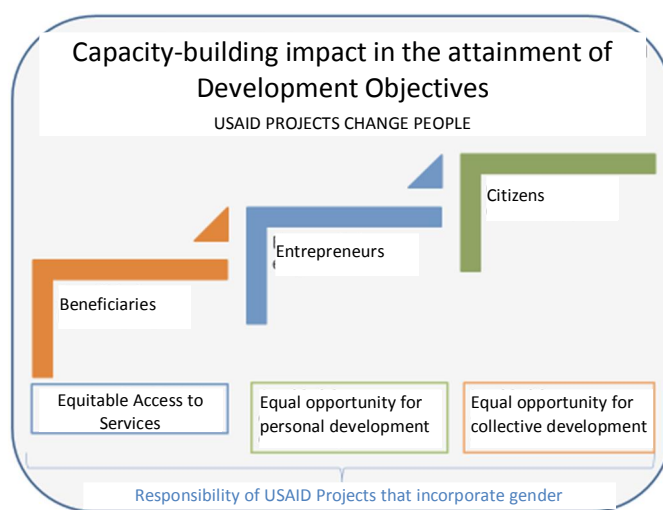 Capacity-building impact in the attainment of
Development Objectives
USAID PROJECTS CHANGE PEOPLE
Citizens
Entrepreneurs
Beneficiaries
Equitable Access to
Services
Equal opportunity for
personal development
Equal opportunity for
collective development
Responsibility of USAID Projects that incorporate gender